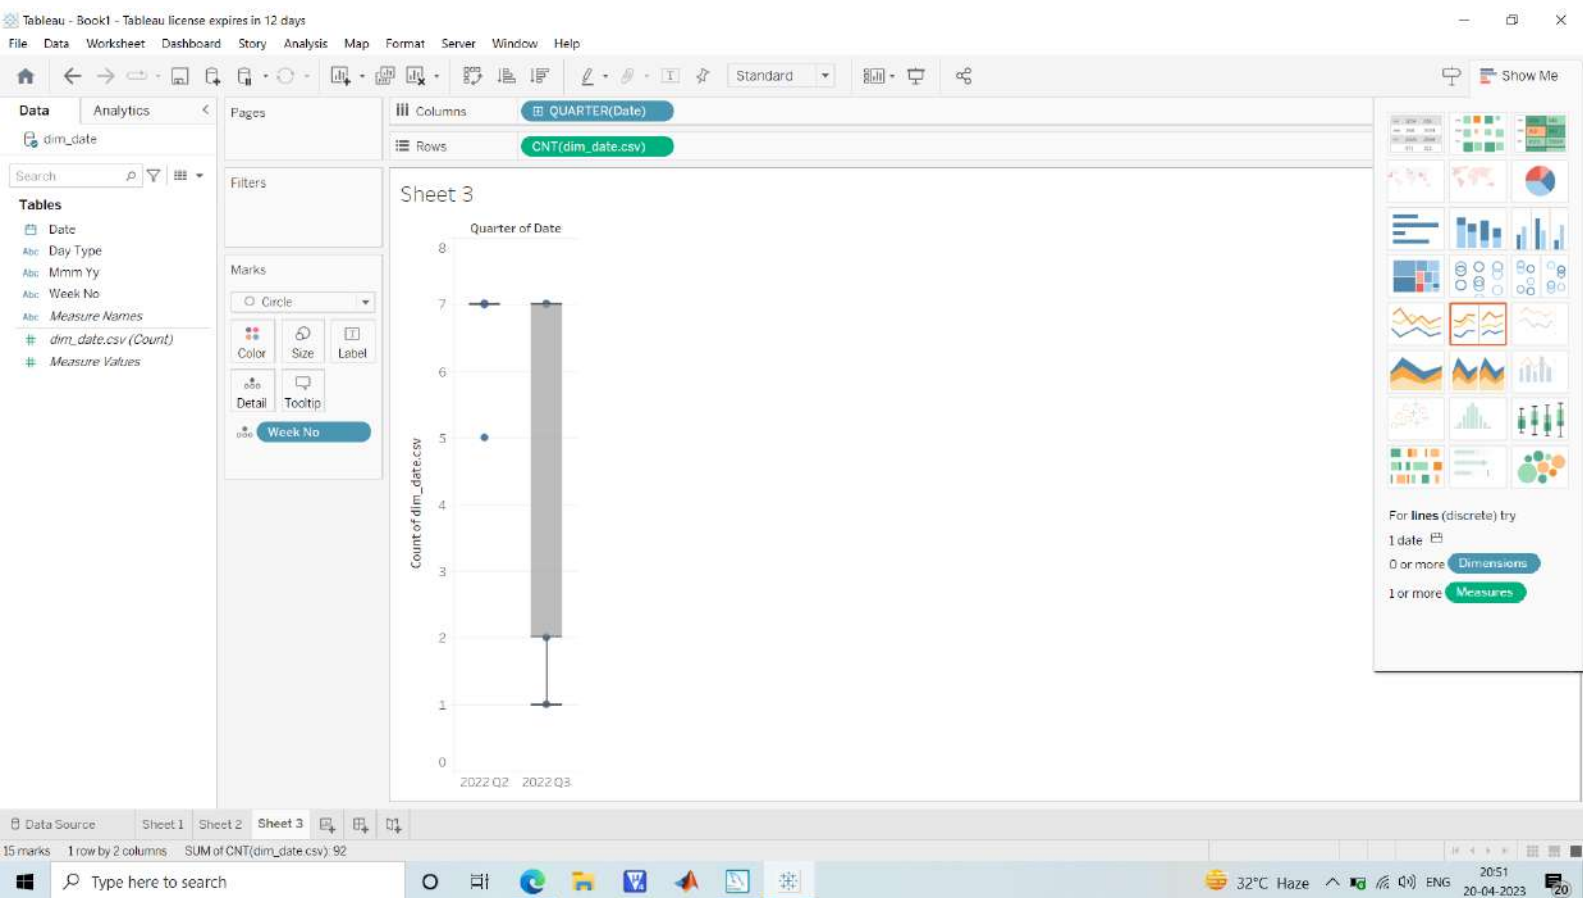 Tableau - Book1 - Tableau license expires in 12 days
File Data Worksheet Dashboard Story Analysis Map Format Server Window Help
Standard
Show Me
Data Analytics
Pages
Columns
QUARTER(Date)
dim_date
Rows
CNT(dim_date.csv)
Search
Filters
Sheet 3
Tables
Date
Abc Day Type
Abc Mmm Yy
Abc Week No
Abc Measure Names
# dim_date.csv (Count)
# Measure Values
Marks
Circle
Color Size Label
Detail Tooltip
Week No
Quarter of Date
8
7
6
5
4
3
2
1
0
Count of dim_date.csv
2022 Q2 2022 Q3
For lines (discrete) try
1 date
0 or more Dimensions
1 or more Measures
Data Source Sheet 1 Sheet 2 Sheet 3
15 marks 1 row by 2 columns SUM of CNT(dim_date.csv): 92
Type here to search
32°C Haze
ENG
20:51
20-04-2023
20